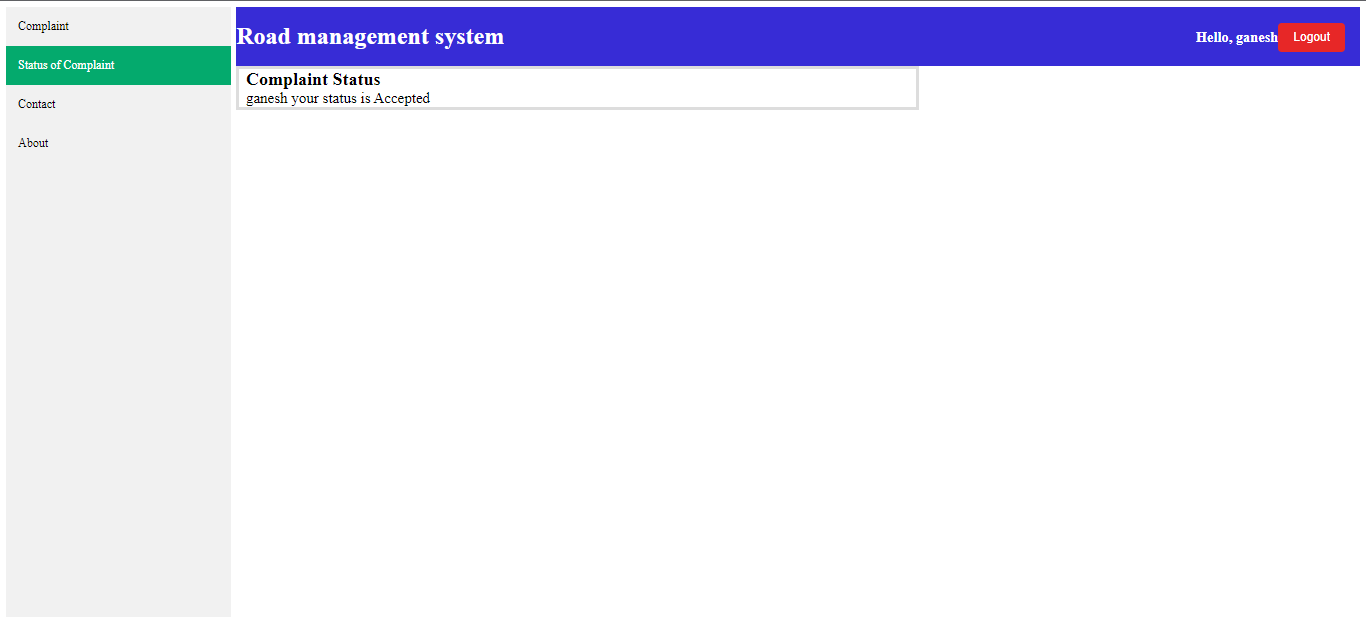 Complaint
Status of Complaint
Contact
About
Road management system
Hello, ganesh Logout
Complaint Status
ganesh your status is Accepted